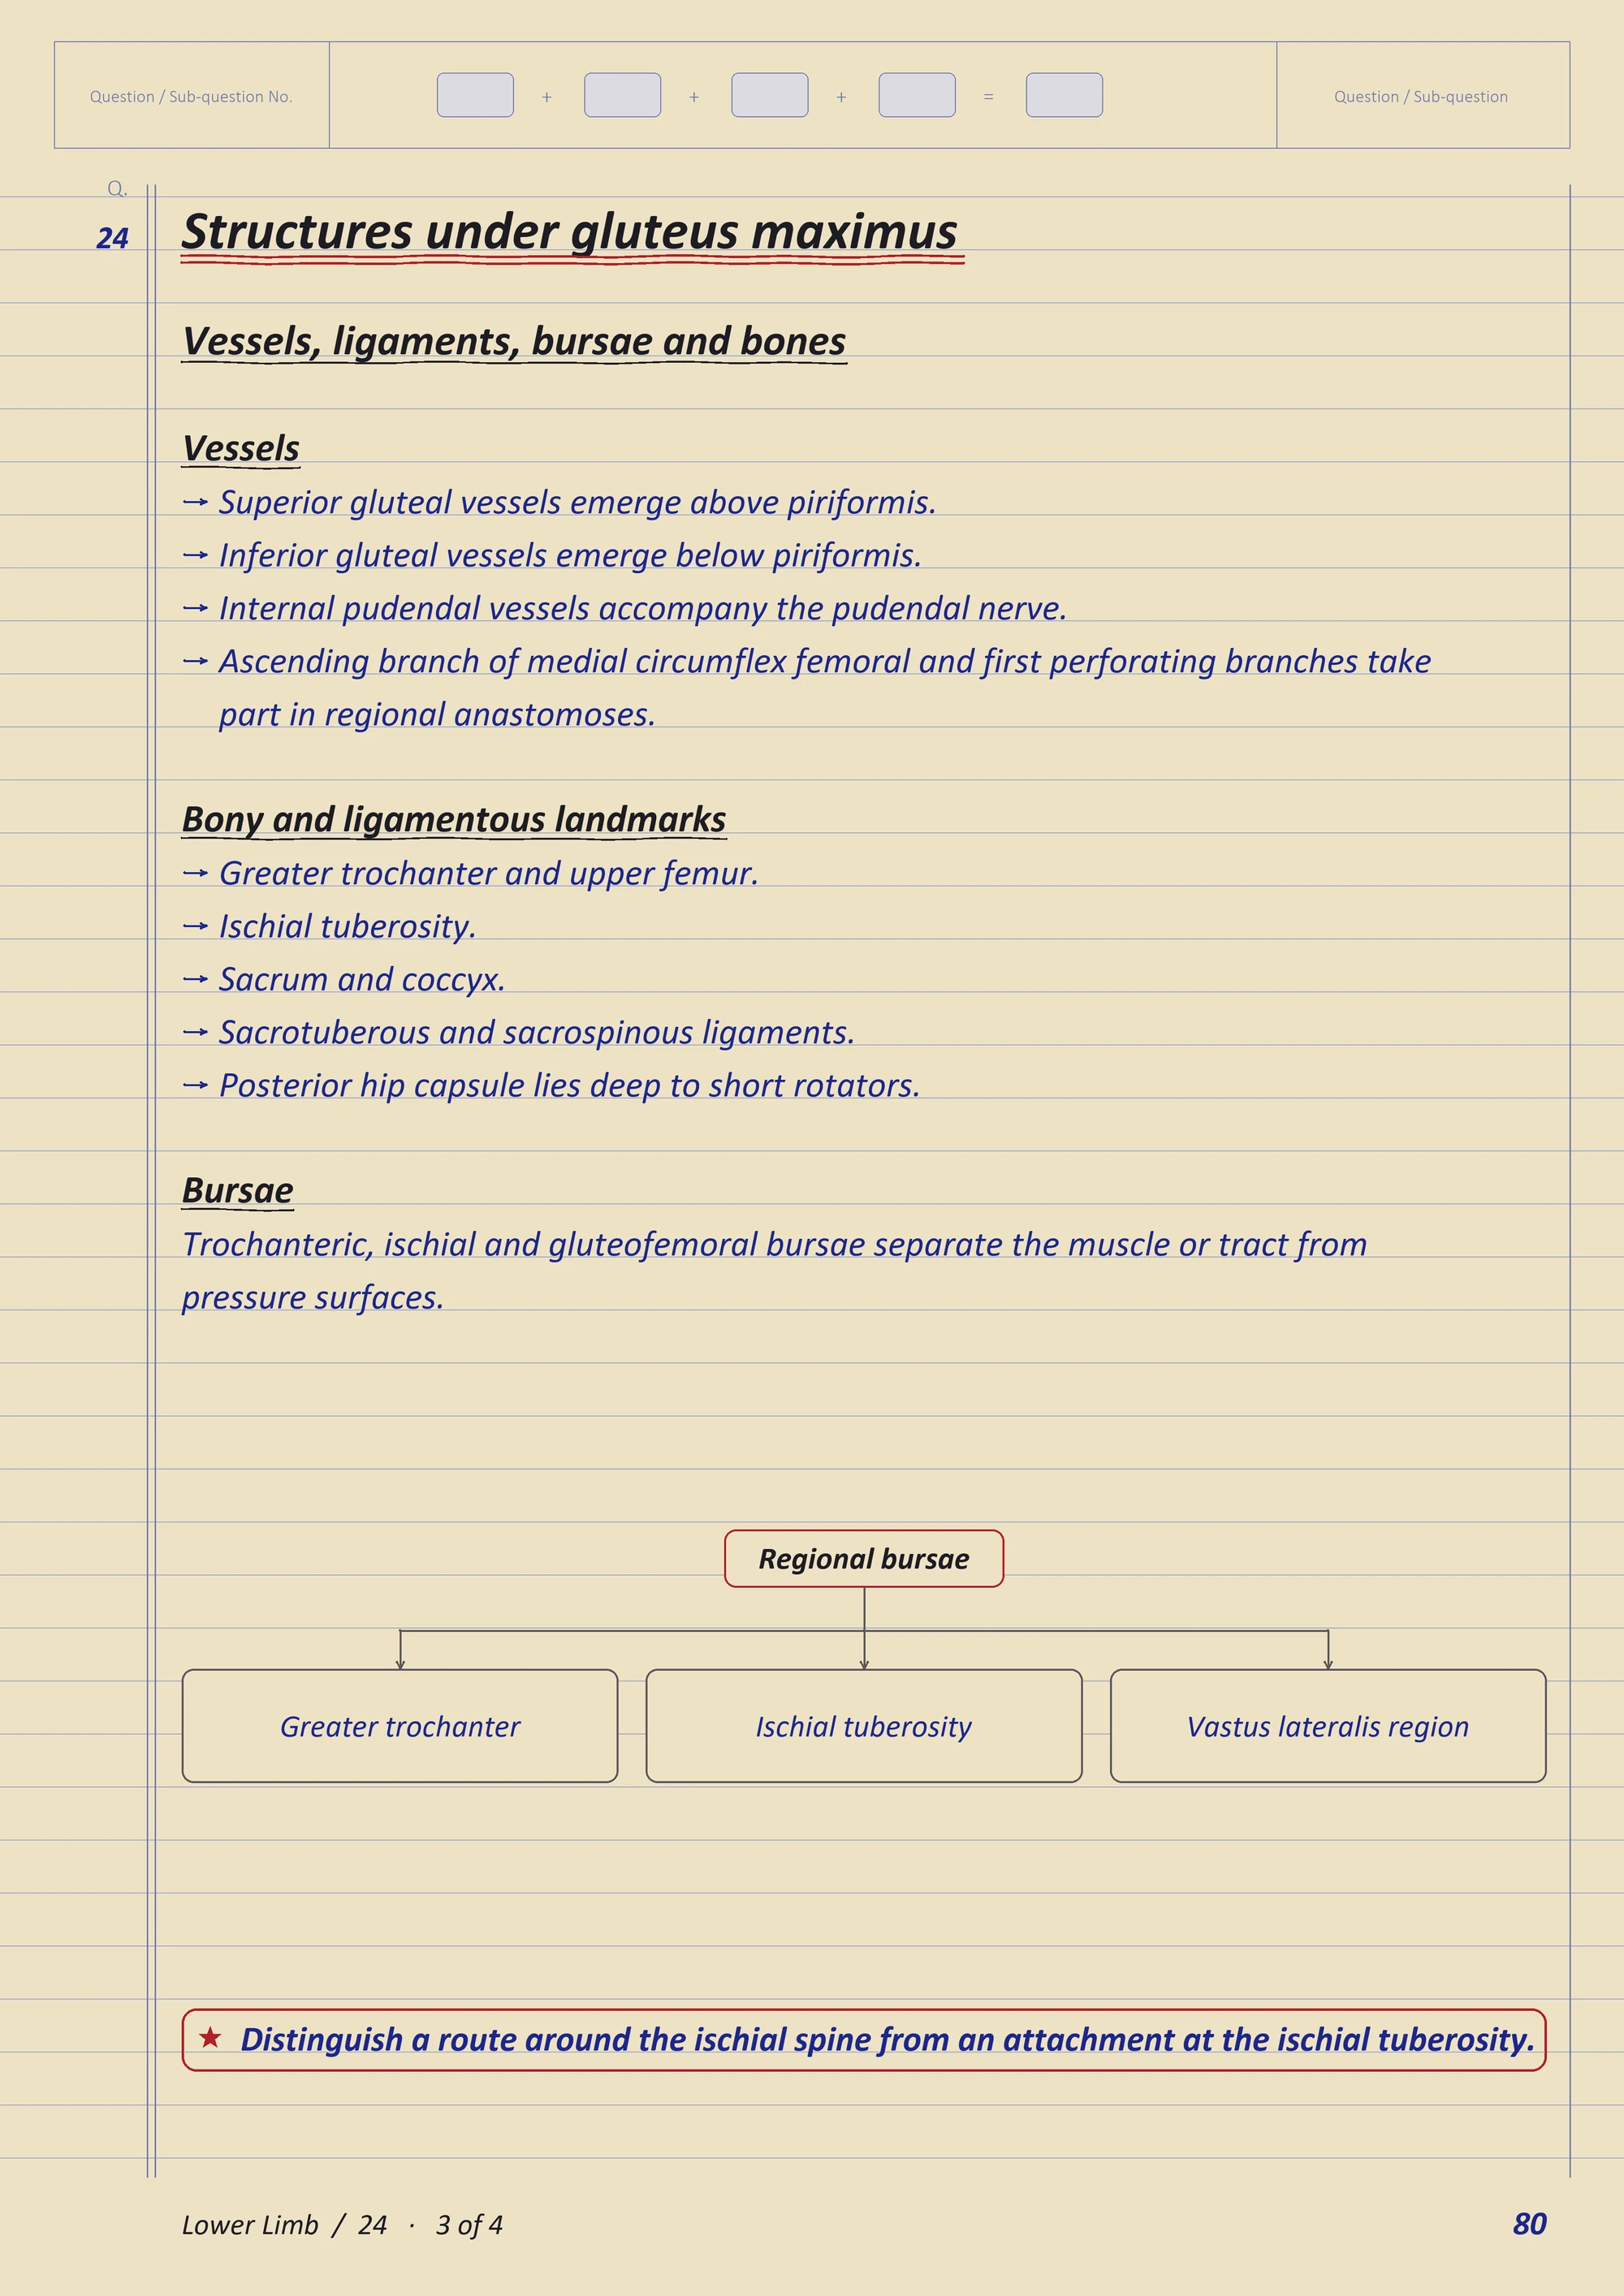 Question / Sub-question No.
+ + + =
Question / Sub-question
Q.
24
Structures under gluteus maximus
Vessels, ligaments, bursae and bones
Vessels
→ Superior gluteal vessels emerge above piriformis.
→ Inferior gluteal vessels emerge below piriformis.
→ Internal pudendal vessels accompany the pudendal nerve.
→ Ascending branch of medial circumflex femoral and first perforating branches take
part in regional anastomoses.
Bony and ligamentous landmarks
→ Greater trochanter and upper femur.
→ Ischial tuberosity.
→ Sacrum and coccyx.
→ Sacrotuberous and sacrospinous ligaments.
→ Posterior hip capsule lies deep to short rotators.
Bursae
Trochanteric, ischial and gluteofemoral bursae separate the muscle or tract from
pressure surfaces.
Regional bursae
Greater trochanter
Ischial tuberosity
Vastus lateralis region
★ Distinguish a route around the ischial spine from an attachment at the ischial tuberosity.
Lower Limb / 24 · 3 of 4
80